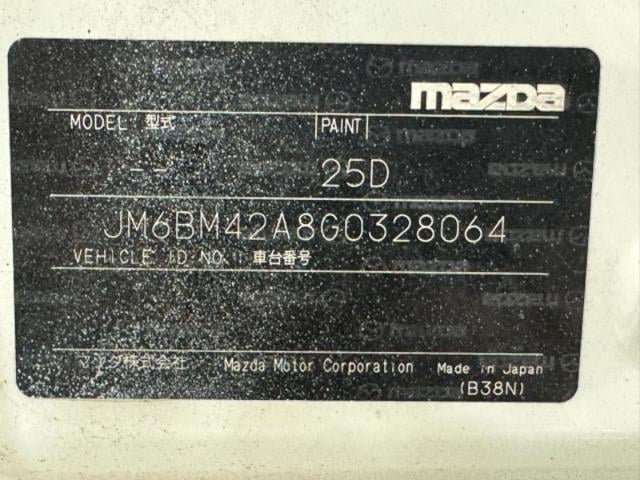 mazda
MODEL 型式 PAINT
-- 25D
JM6BM42A8G0328064
VEHICLE ID NO. 車台番号
マツダ株式会社 Mazda Motor Corporation Made in Japan
(B38N)